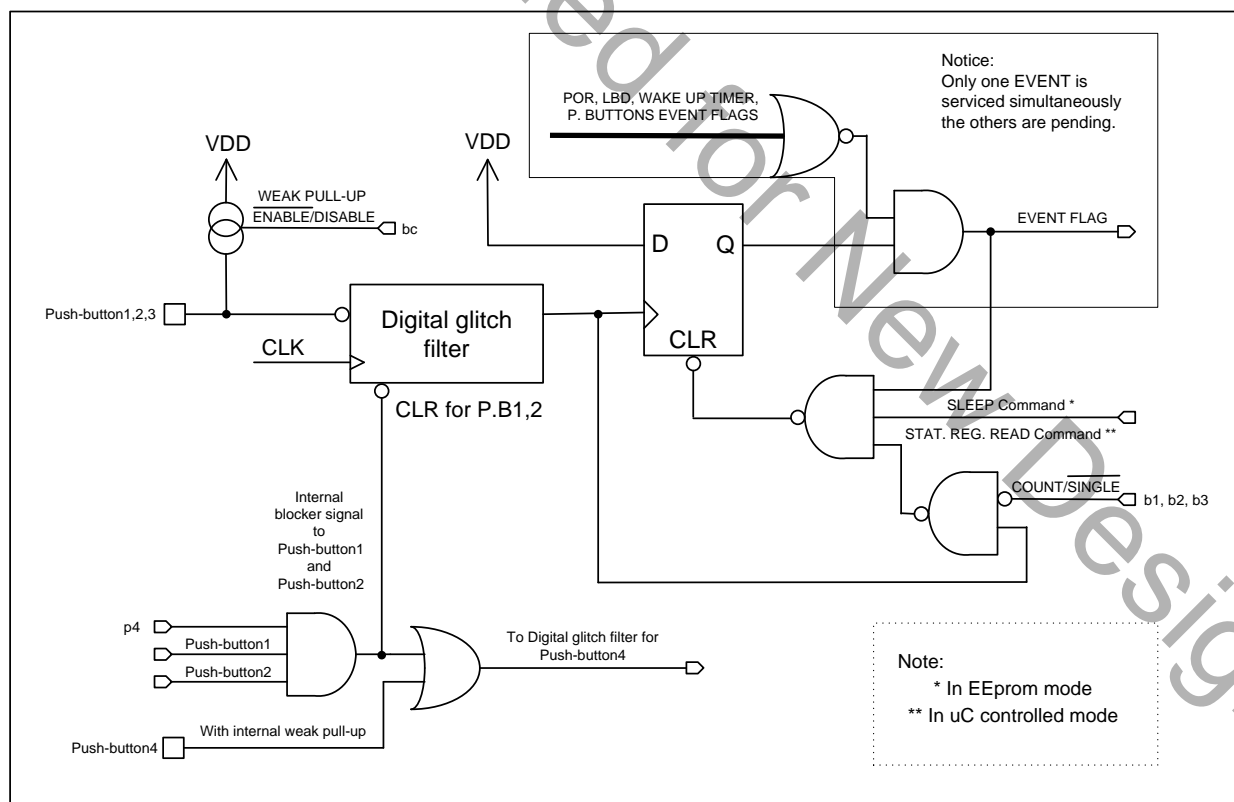 Notice:
Only one EVENT is
serviced simultaneously
the others are pending.
POR, LBD, WAKE UP TIMER,
P. BUTTONS EVENT FLAGS
VDD
VDD
WEAK PULL-UP
ENABLE/DISABLE
bc
EVENT FLAG
D
Q
Push-button1,2,3
Digital glitch
filter
CLK
CLR
CLR for P.B1,2
SLEEP Command *
STAT. REG. READ Command **
COUNT/SINGLE
b1, b2, b3
Internal
blocker signal
to
Push-button1
and
Push-button2
p4
Push-button1
Push-button2
To Digital glitch filter for
Push-button4
With internal weak pull-up
Push-button4
Note:
* In EEprom mode
** In uC controlled mode
for New Design